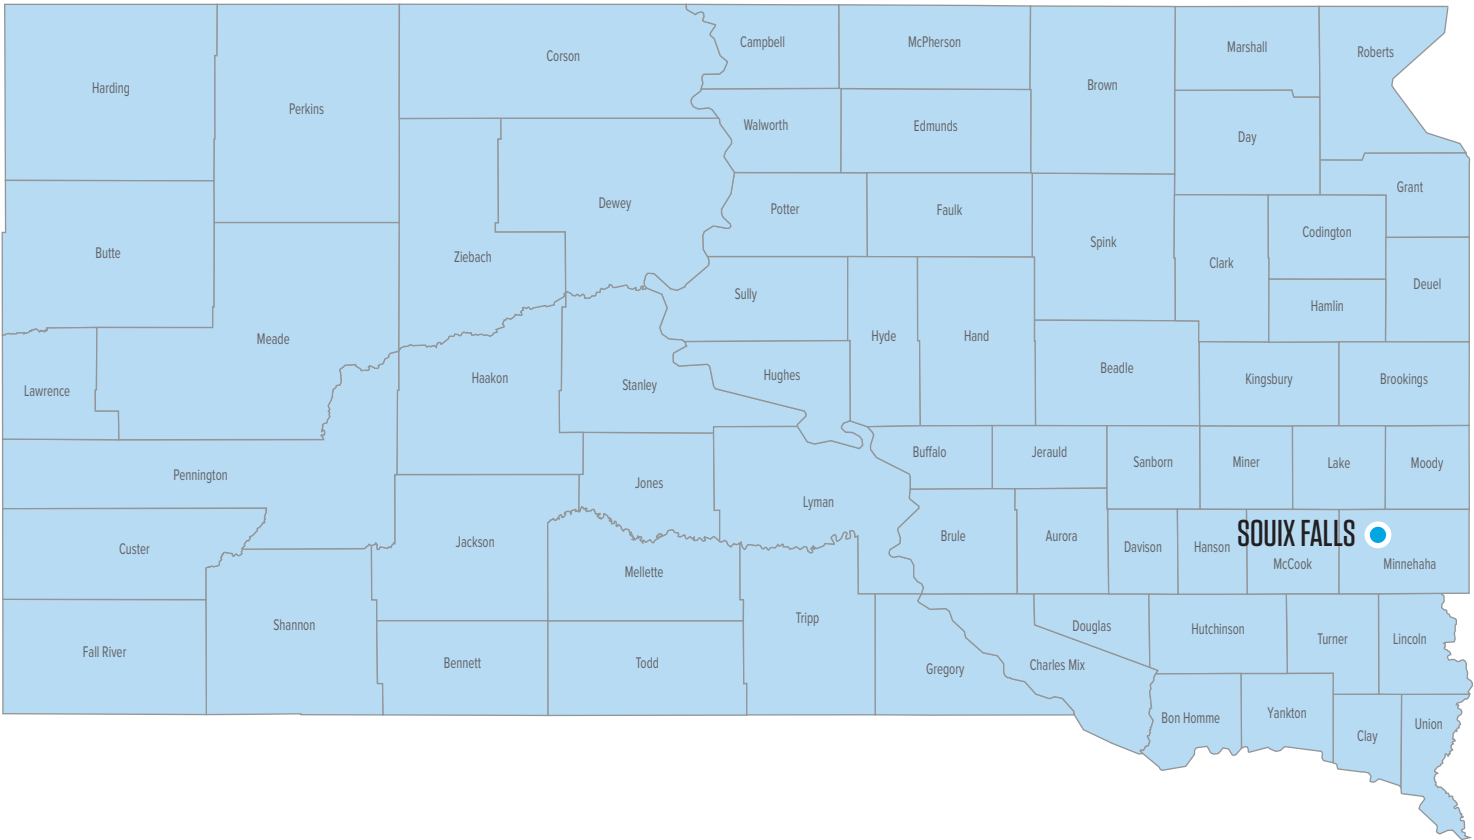 Harding
Perkins
Corson
Campbell
McPherson
Brown
Marshall
Roberts
Walworth
Edmunds
Day
Grant
Butte
Ziebach
Dewey
Potter
Faulk
Spink
Clark
Codington
Hamlin
Deuel
Meade
Sully
Hyde
Hand
Beadle
Kingsbury
Brookings
Lawrence
Haakon
Stanley
Hughes
Buffalo
Jerauld
Sanborn
Miner
Lake
Moody
Pennington
Jones
Lyman
Custer
Jackson
Mellette
Brule
Aurora
Davison
Hanson
SOUIX FALLS
McCook
Minnehaha
Fall River
Shannon
Bennett
Todd
Tripp
Gregory
Charles Mix
Douglas
Hutchinson
Turner
Lincoln
Bon Homme
Yankton
Clay
Union